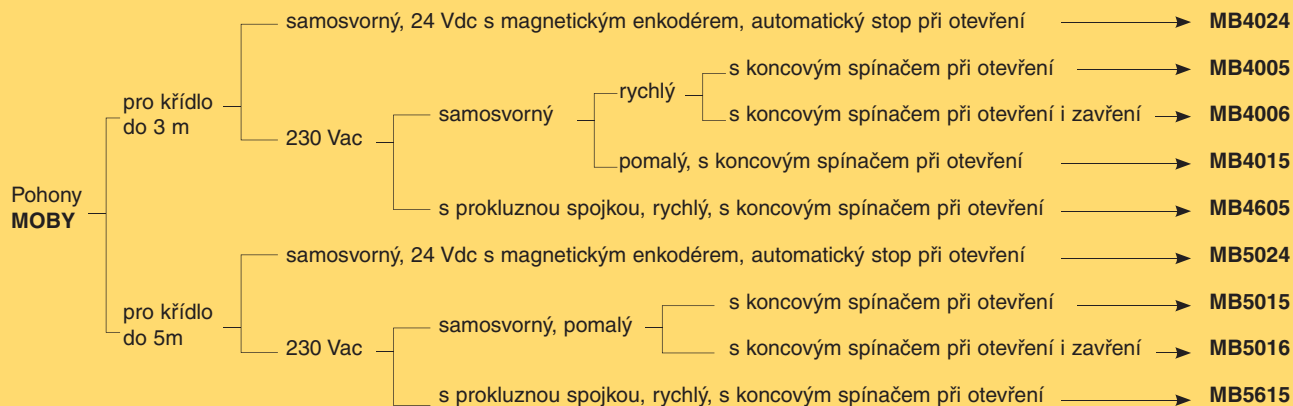 samosvorný, 24 Vdc s magnetickým enkodérem, automatický stop při otevření MB4024
s koncovým spínačem při otevření MB4005
pro křídlo
do 3 m
rychlý
s koncovým spínačem při otevření i zavření MB4006
samosvorný
230 Vac
pomalý, s koncovým spínačem při otevření MB4015
Pohony
MOBY
s prokluznou spojkou, rychlý, s koncovým spínačem při otevření MB4605
samosvorný, 24 Vdc s magnetickým enkodérem, automatický stop při otevření MB5024
pro křídlo
do 5m
s koncovým spínačem při otevření MB5015
samosvorný, pomalý
230 Vac
s koncovým spínačem při otevření i zavření MB5016
s prokluznou spojkou, rychlý, s koncovým spínačem při otevření MB5615